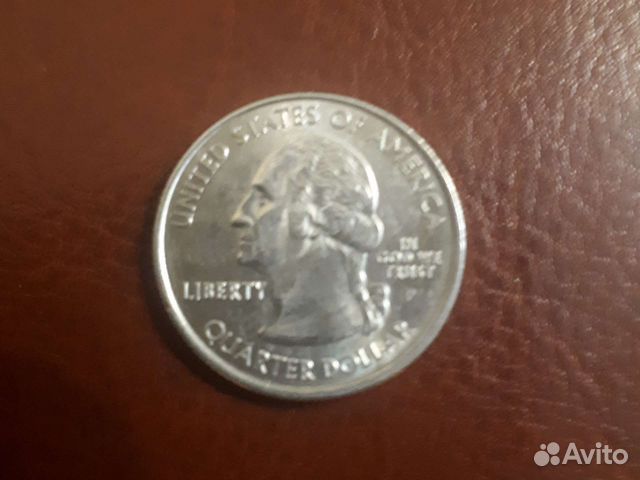 UNITED STATES OF AMERICA
LIBERTY
IN
GOD WE
TRUST
P
QUARTER DOLLAR
Avito